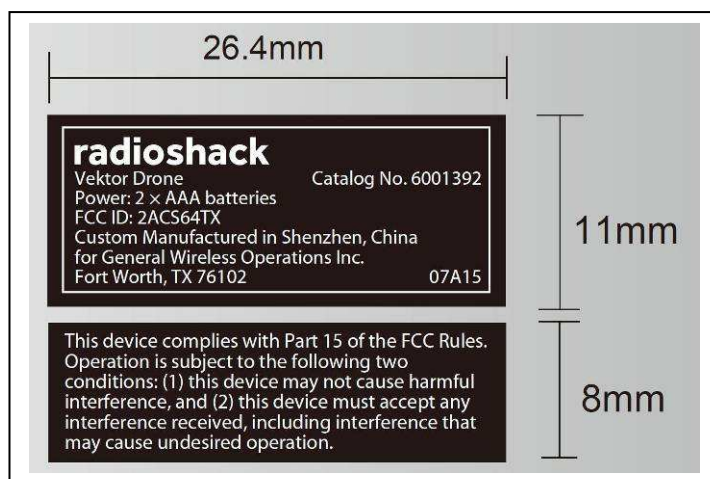 26.4mm
radioshack
Vektor Drone Catalog No. 6001392
Power: 2 × AAA batteries
FCC ID: 2ACS64TX
Custom Manufactured in Shenzhen, China
for General Wireless Operations Inc.
Fort Worth, TX 76102 07A15
11mm
This device complies with Part 15 of the FCC Rules.
Operation is subject to the following two
conditions: (1) this device may not cause harmful
interference, and (2) this device must accept any
interference received, including interference that
may cause undesired operation.
8mm